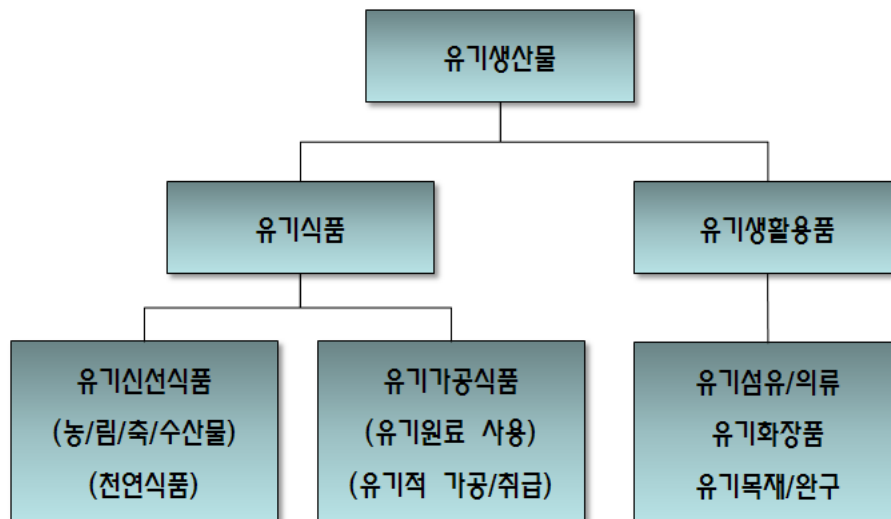 유기생산물
유기식품
유기생활용품
유기신선식품
(농/림/축/수산물)
(천연식품)
유기가공식품
(유기원료 사용)
(유기적 가공/취급)
유기섬유/의류
유기화장품
유기목재/완구